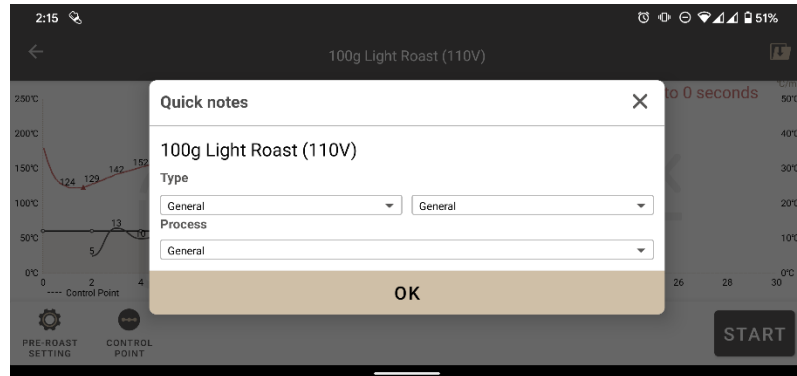 2:15 51%
100g Light Roast (110V)
to 0 seconds
Quick notes
100g Light Roast (110V)
Type
General General
Process
General
OK
250℃ 50℃
200℃ 40℃
150℃ 124 129 142 152 30℃
100℃ 20℃
50℃ 5 13 10 10℃
0℃ 0℃
0 2 4 26 28 30
---- Control Point
PRE-ROAST SETTING
CONTROL POINT
START